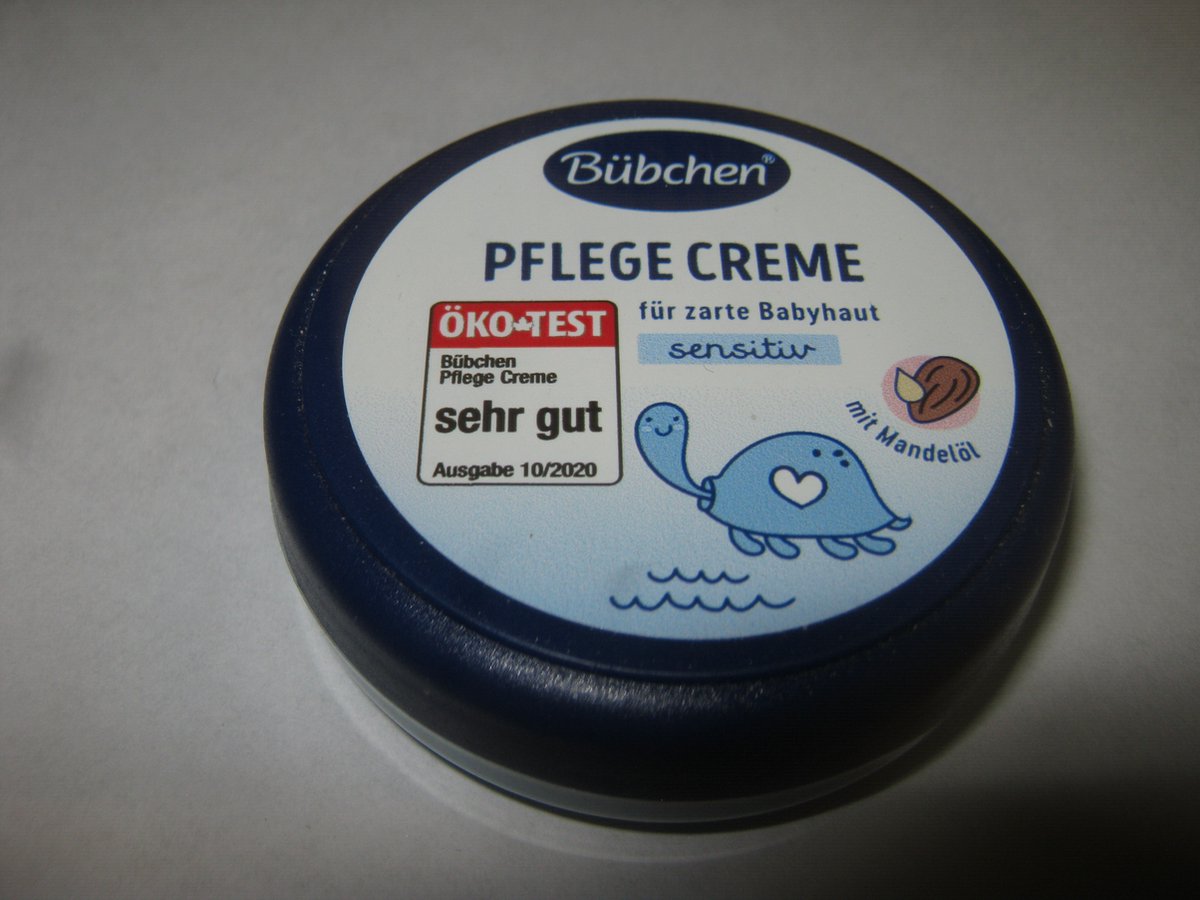 Bübchen®
PFLEGE CREME
für zarte Babyhaut
sensitiv
ÖKO TEST
Bübchen
Pflege Creme
sehr gut
Ausgabe 10/2020
mit Mandelöl